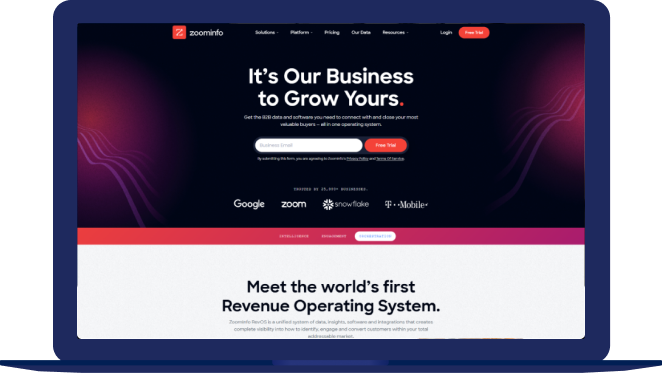 zoominfo
Solutions Platform Pricing Our Data Resources Login Free Trial
It's Our Business
to Grow Yours.
Get the B2B data and software you need to connect with and close your most
valuable buyers – all in one operating system.
Business Email Free Trial
By submitting this form, you are agreeing to ZoomInfo's Privacy Policy and Terms Of Service.
Google zoom snowflake T Mobile
Meet the world's first
Revenue Operating System.
ZoomInfo RevOS is a unified system of data, insights, software and integrations that creates
complete visibility into how to identify, engage and convert customers within your total
addressable market.